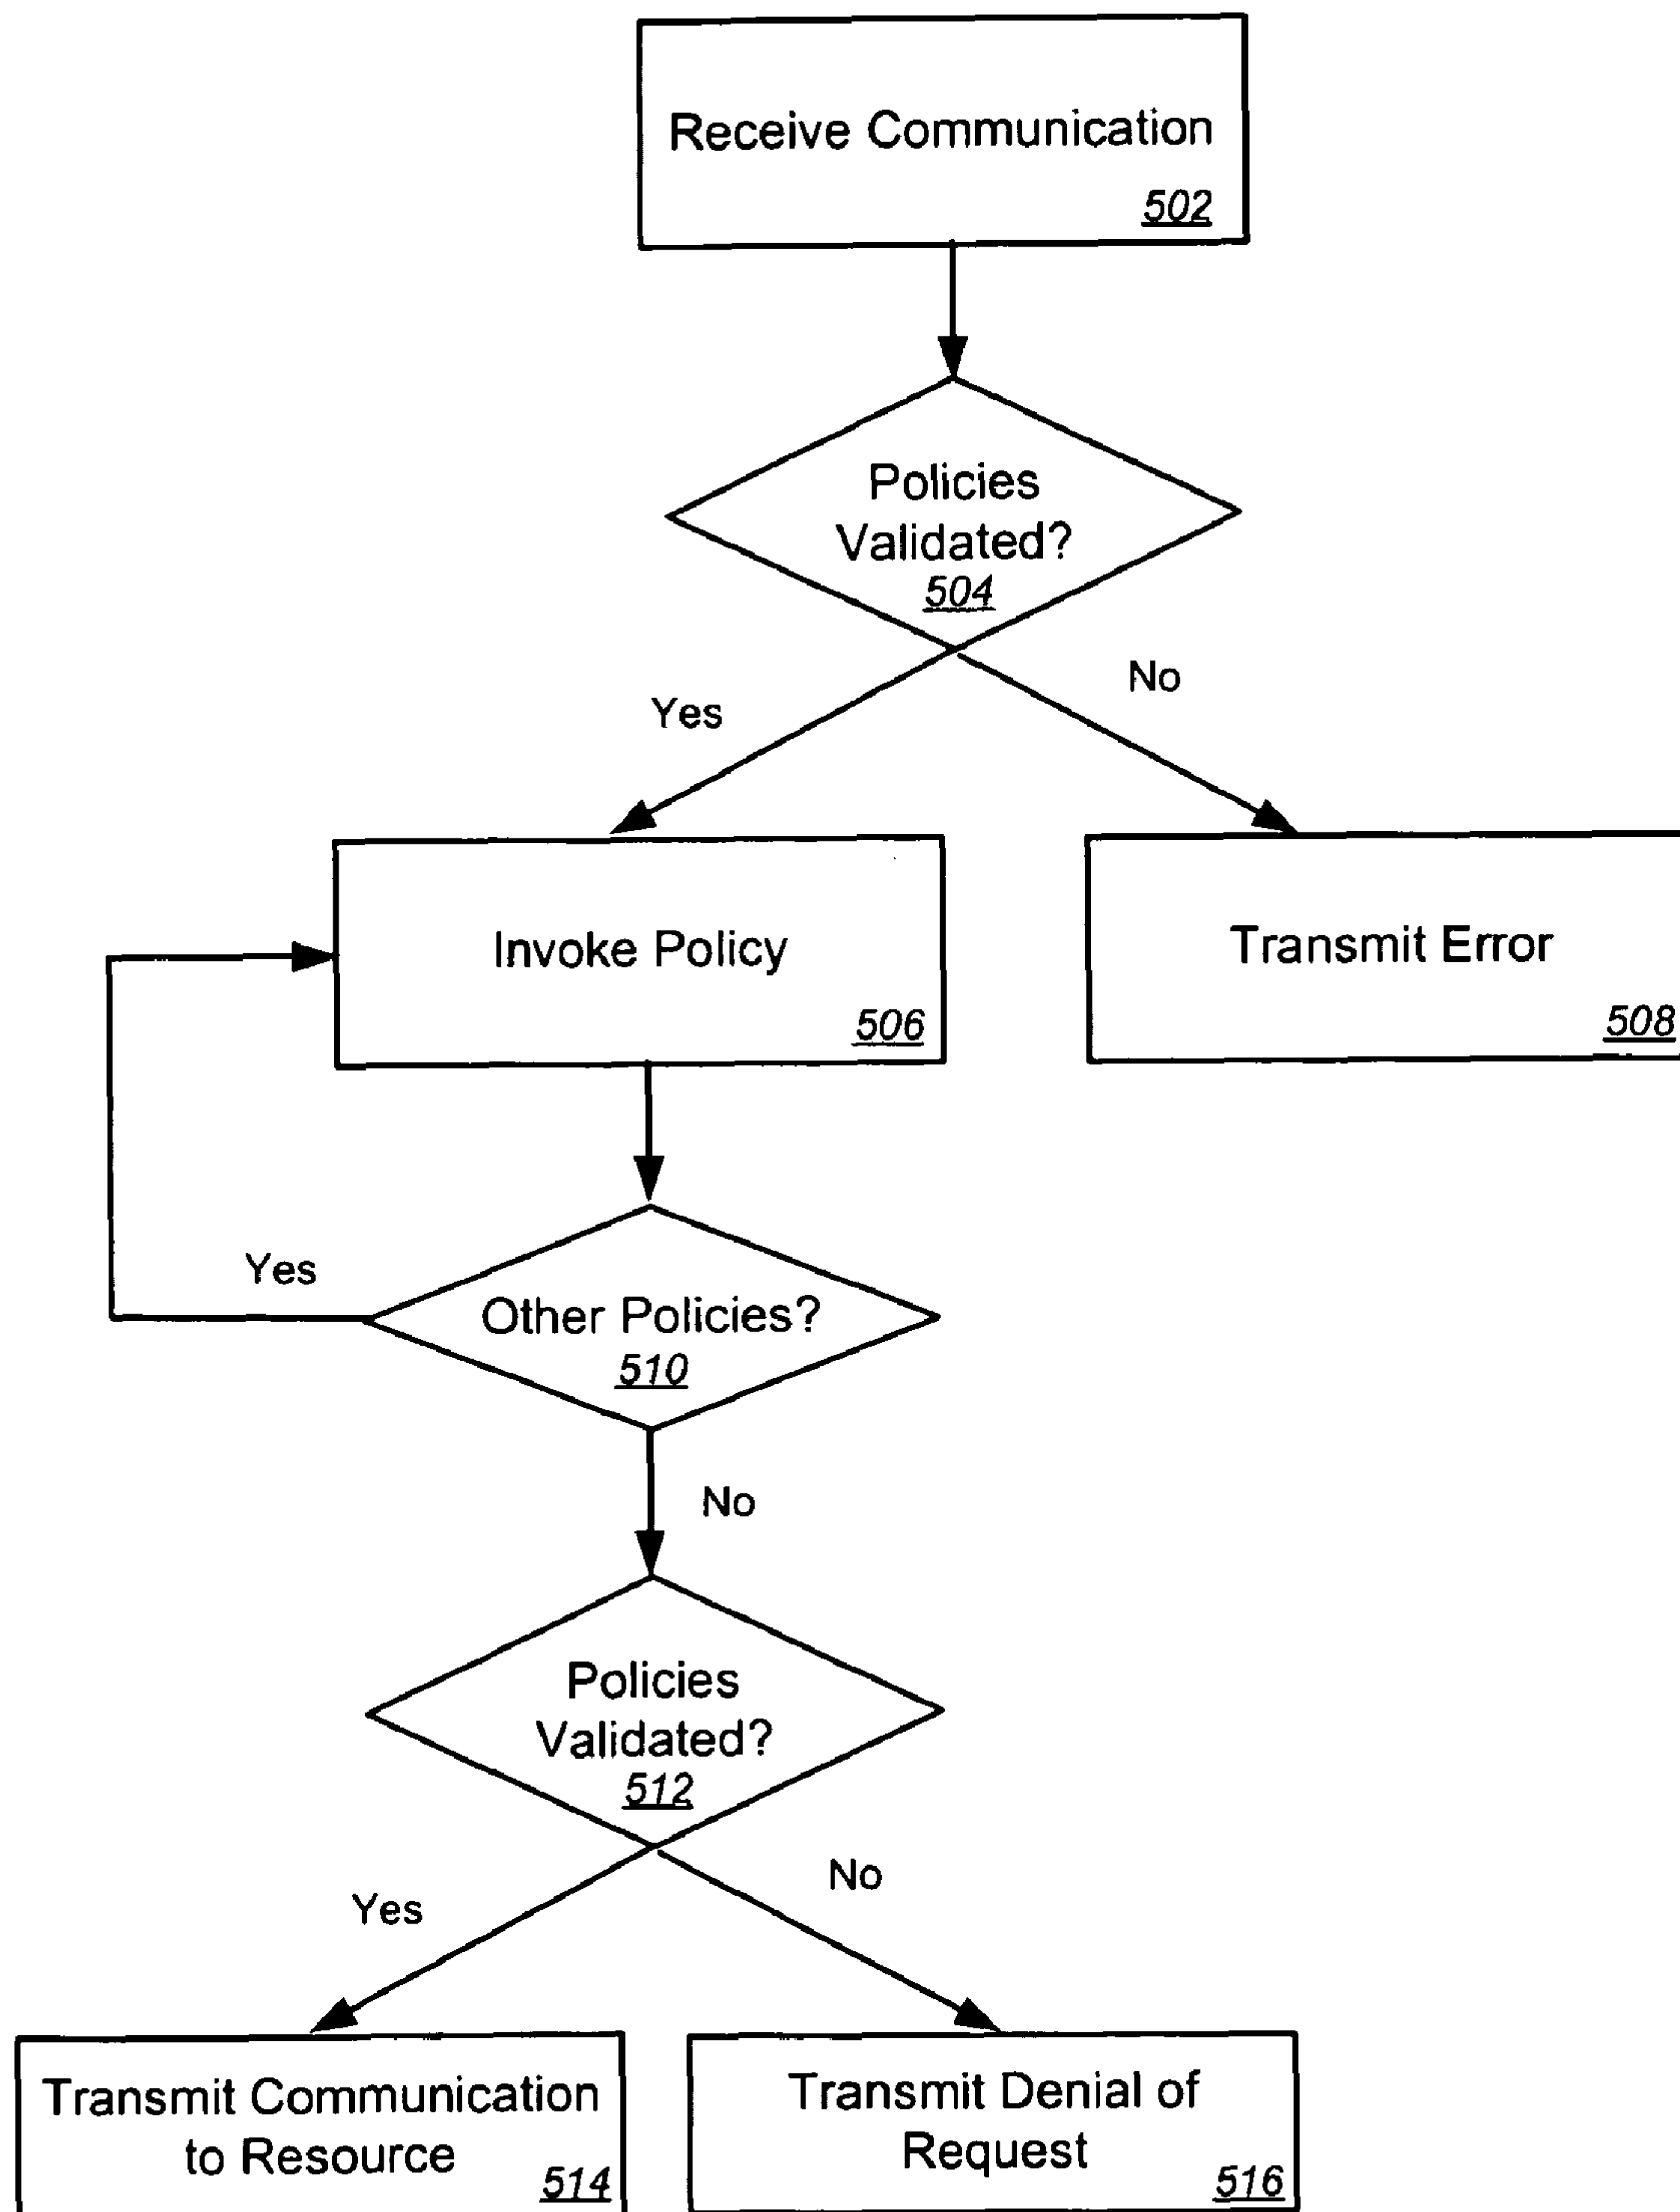 Receive Communication
502
Policies
Validated?
504
Yes
No
Invoke Policy
506
Transmit Error
508
Yes
Other Policies?
510
No
Policies
Validated?
512
Yes
No
Transmit Communication
to Resource
514
Transmit Denial of
Request
516